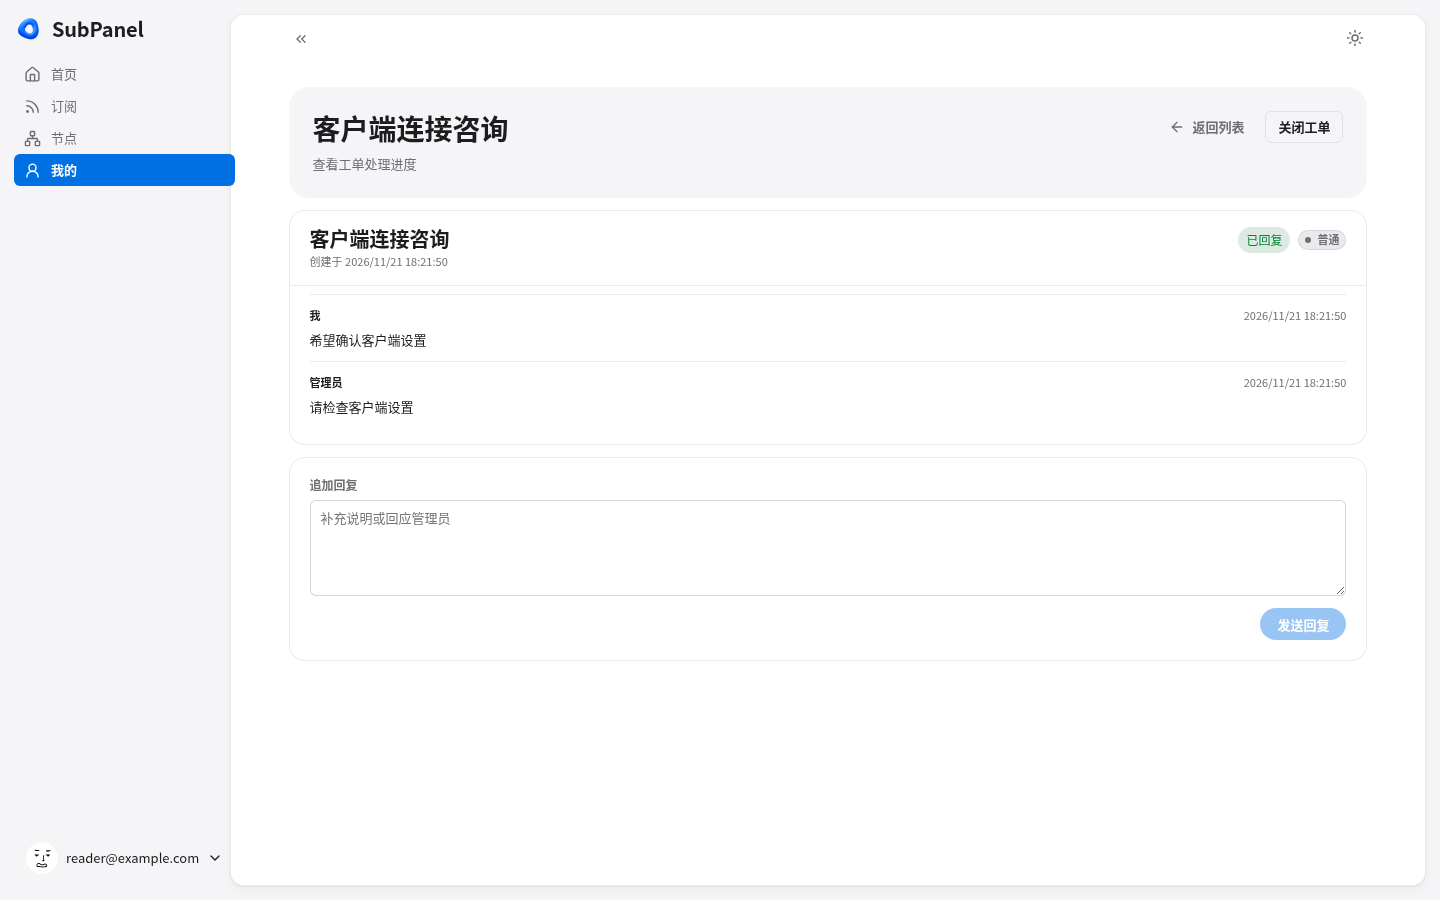 SubPanel
首页
订阅
节点
我的
客户端连接咨询
查看工单处理进度
返回列表
关闭工单
客户端连接咨询
创建于 2026/11/21 18:21:50
已回复
普通
我
2026/11/21 18:21:50
希望确认客户端设置
管理员
2026/11/21 18:21:50
请检查客户端设置
追加回复
补充说明或回应管理员
发送回复
reader@example.com